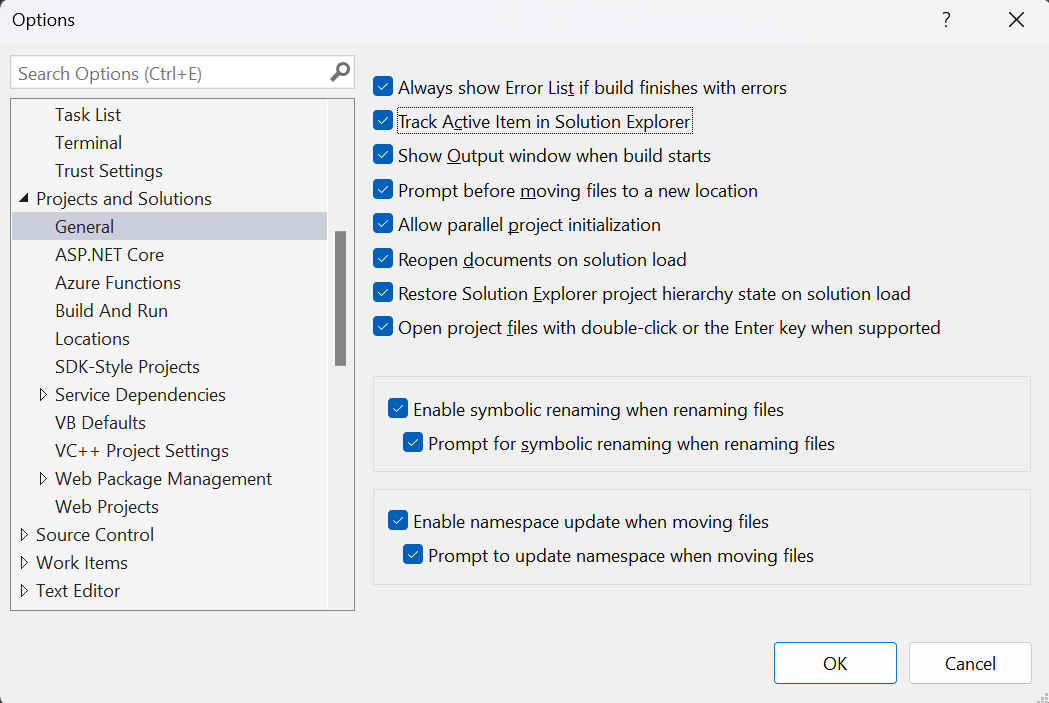 Options
?
Search Options (Ctrl+E)
Task List
Terminal
Trust Settings
Projects and Solutions
General
ASP.NET Core
Azure Functions
Build And Run
Locations
SDK-Style Projects
Service Dependencies
VB Defaults
VC++ Project Settings
Web Package Management
Web Projects
Source Control
Work Items
Text Editor
Always show Error List if build finishes with errors
Track Active Item in Solution Explorer
Show Output window when build starts
Prompt before moving files to a new location
Allow parallel project initialization
Reopen documents on solution load
Restore Solution Explorer project hierarchy state on solution load
Open project files with double-click or the Enter key when supported
Enable symbolic renaming when renaming files
Prompt for symbolic renaming when renaming files
Enable namespace update when moving files
Prompt to update namespace when moving files
OK
Cancel